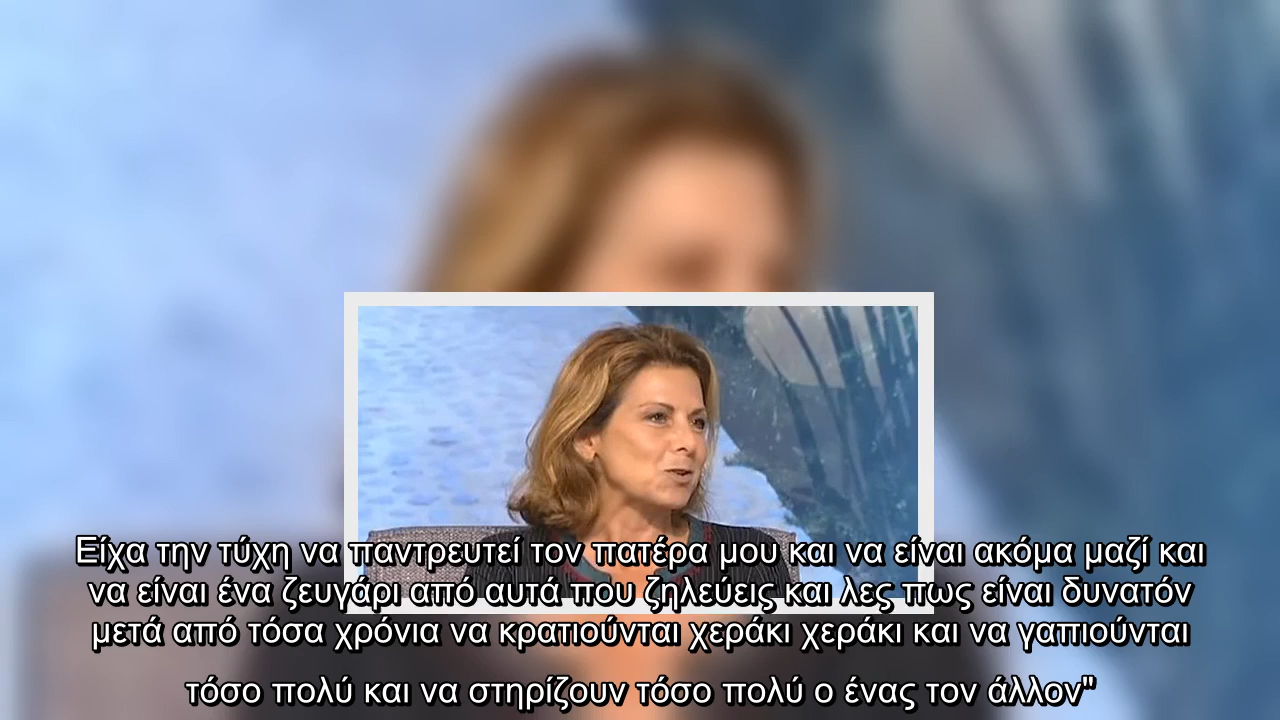 Είχα την τύχη να παντρευτεί τον πατέρα μου και να είναι ακόμα μαζί και
να είναι ένα ζευγάρι από αυτά που ζηλεύεις και λες πως είναι δυνατόν
μετά από τόσα χρόνια να κρατιούνται χεράκι χεράκι και να γαπιούνται
τόσο πολύ και να στηρίζουν τόσο πολύ ο ένας τον άλλον"